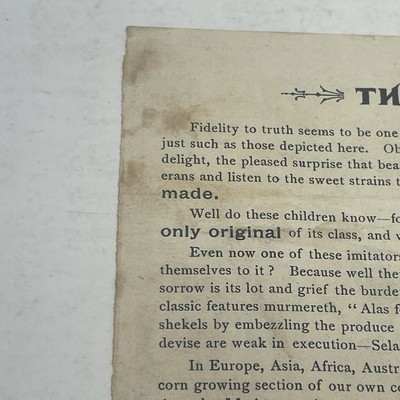 TH
Fidelity to truth seems to be one
just such as those depicted here. Ob
delight, the pleased surprise that bea
erans and listen to the sweet strains t
made.
Well do these children know—fo
only original of its class, and v
Even now one of these imitators
themselves to it? Because well the
sorrow is its lot and grief the burde
classic features murmereth, "Alas f
shekels by embezzling the produce
devise are weak in execution—Sela
In Europe, Asia, Africa, Austr
corn growing section of our own co